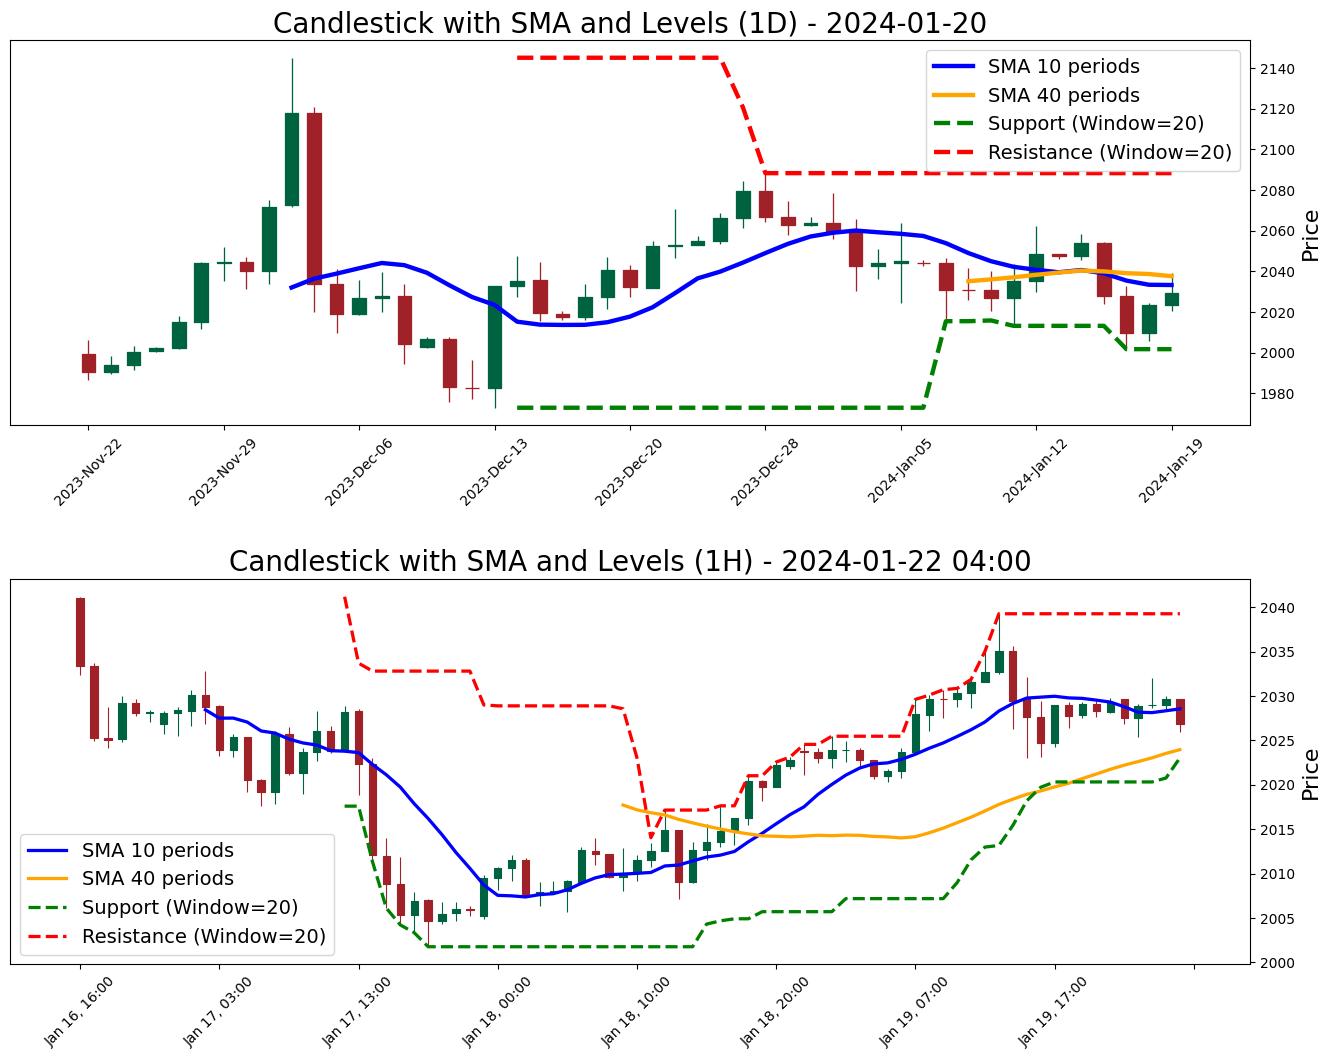 Candlestick with SMA and Levels (1D) - 2024-01-20
SMA 10 periods
SMA 40 periods
Support (Window=20)
Resistance (Window=20)
2140
2120
2100
2080
2060
2040
2020
2000
1980
Price
2023-Nov-22
2023-Nov-29
2023-Dec-06
2023-Dec-13
2023-Dec-20
2023-Dec-28
2024-Jan-05
2024-Jan-12
2024-Jan-19
Candlestick with SMA and Levels (1H) - 2024-01-22 04:00
2040
2035
2030
2025
2020
2015
2010
2005
2000
Price
SMA 10 periods
SMA 40 periods
Support (Window=20)
Resistance (Window=20)
Jan 16, 16:00
Jan 17, 03:00
Jan 17, 13:00
Jan 18, 00:00
Jan 18, 10:00
Jan 18, 20:00
Jan 19, 07:00
Jan 19, 17:00